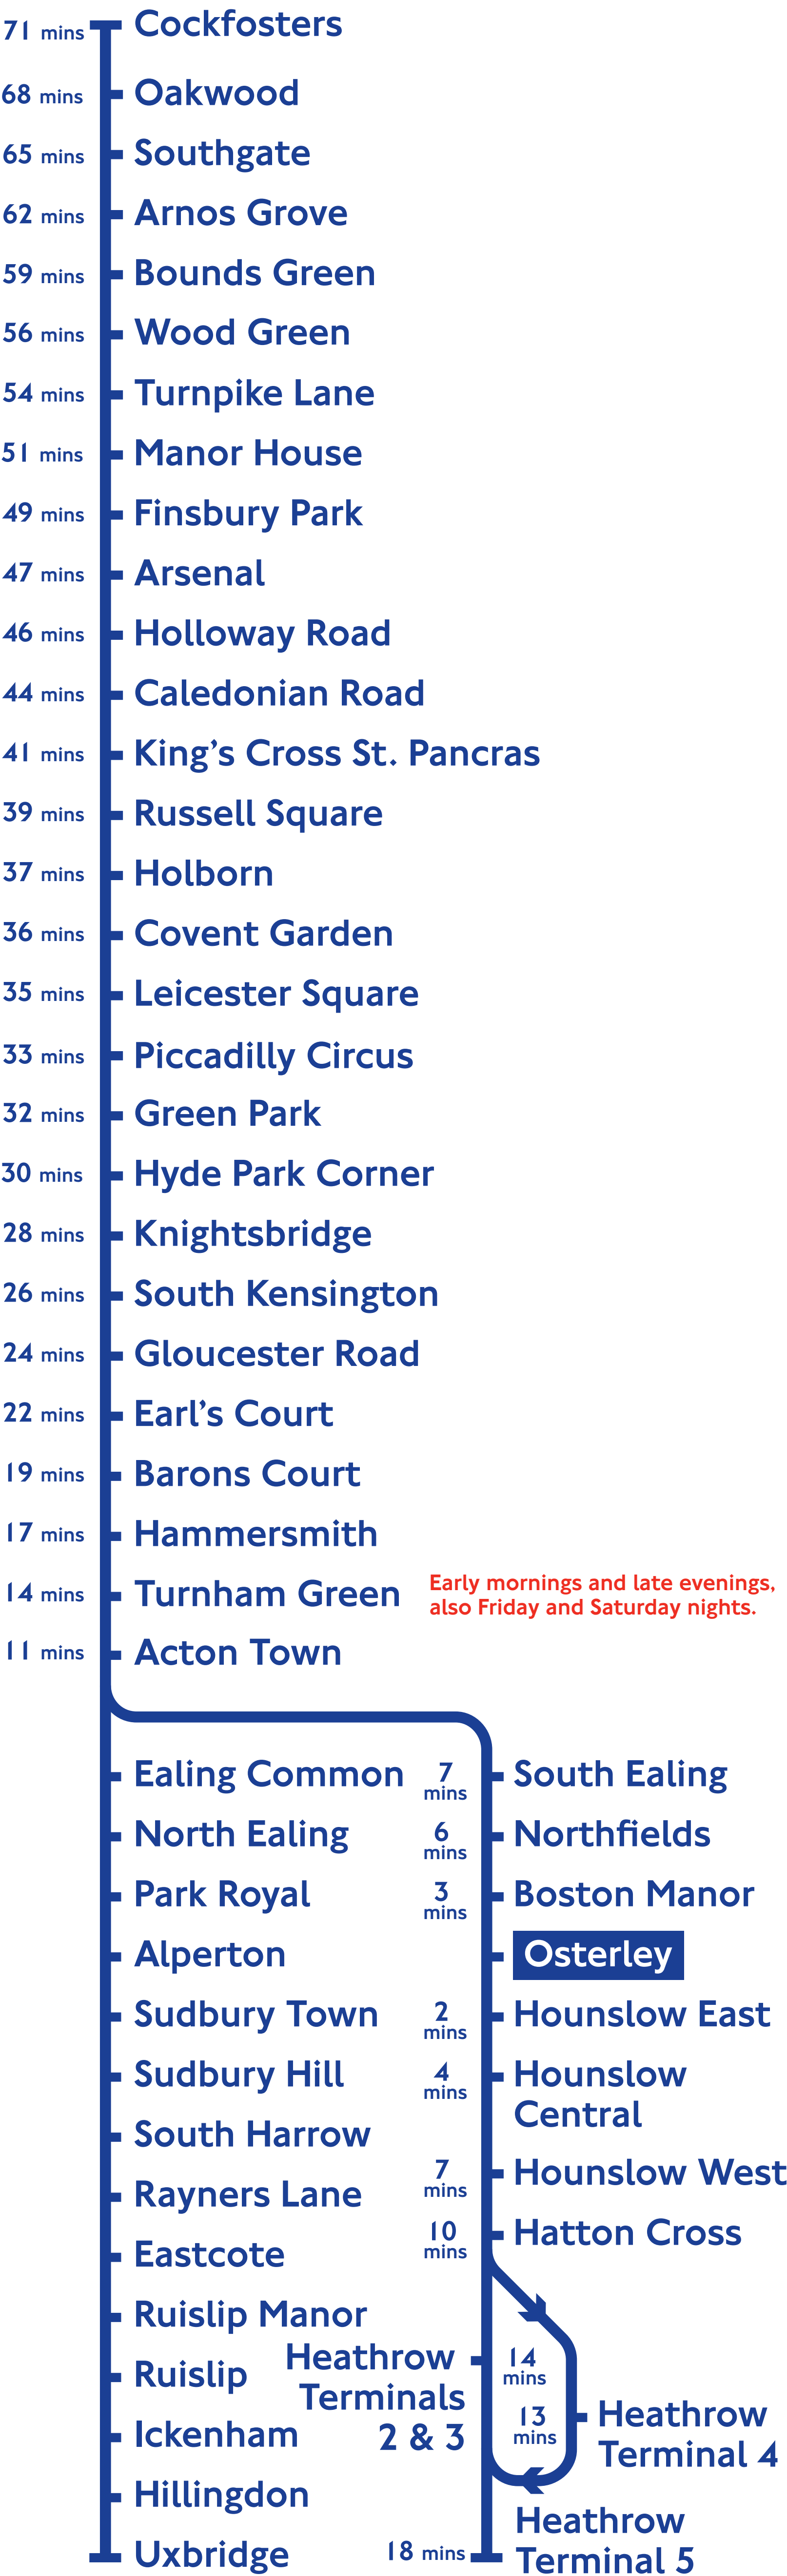 71 mins Cockfosters
68 mins Oakwood
65 mins Southgate
62 mins Arnos Grove
59 mins Bounds Green
56 mins Wood Green
54 mins Turnpike Lane
51 mins Manor House
49 mins Finsbury Park
47 mins Arsenal
46 mins Holloway Road
44 mins Caledonian Road
41 mins King’s Cross St. Pancras
39 mins Russell Square
37 mins Holborn
36 mins Covent Garden
35 mins Leicester Square
33 mins Piccadilly Circus
32 mins Green Park
30 mins Hyde Park Corner
28 mins Knightsbridge
26 mins South Kensington
24 mins Gloucester Road
22 mins Earl’s Court
19 mins Barons Court
17 mins Hammersmith
14 mins Turnham Green
Early mornings and late evenings,
also Friday and Saturday nights.
11 mins Acton Town
Ealing Common
North Ealing
Park Royal
Alperton
Sudbury Town
Sudbury Hill
South Harrow
Rayners Lane
Eastcote
Ruislip Manor
Ruislip
Ickenham
Hillingdon
Uxbridge
7
mins
South Ealing
6
mins
Northfields
3
mins
Boston Manor
Osterley
2
mins
Hounslow East
4
mins
Hounslow
Central
7
mins
Hounslow West
10
mins
Hatton Cross
Heathrow
Terminals
2 & 3
14
mins
13
mins
Heathrow
Terminal 4
18 mins
Heathrow
Terminal 5